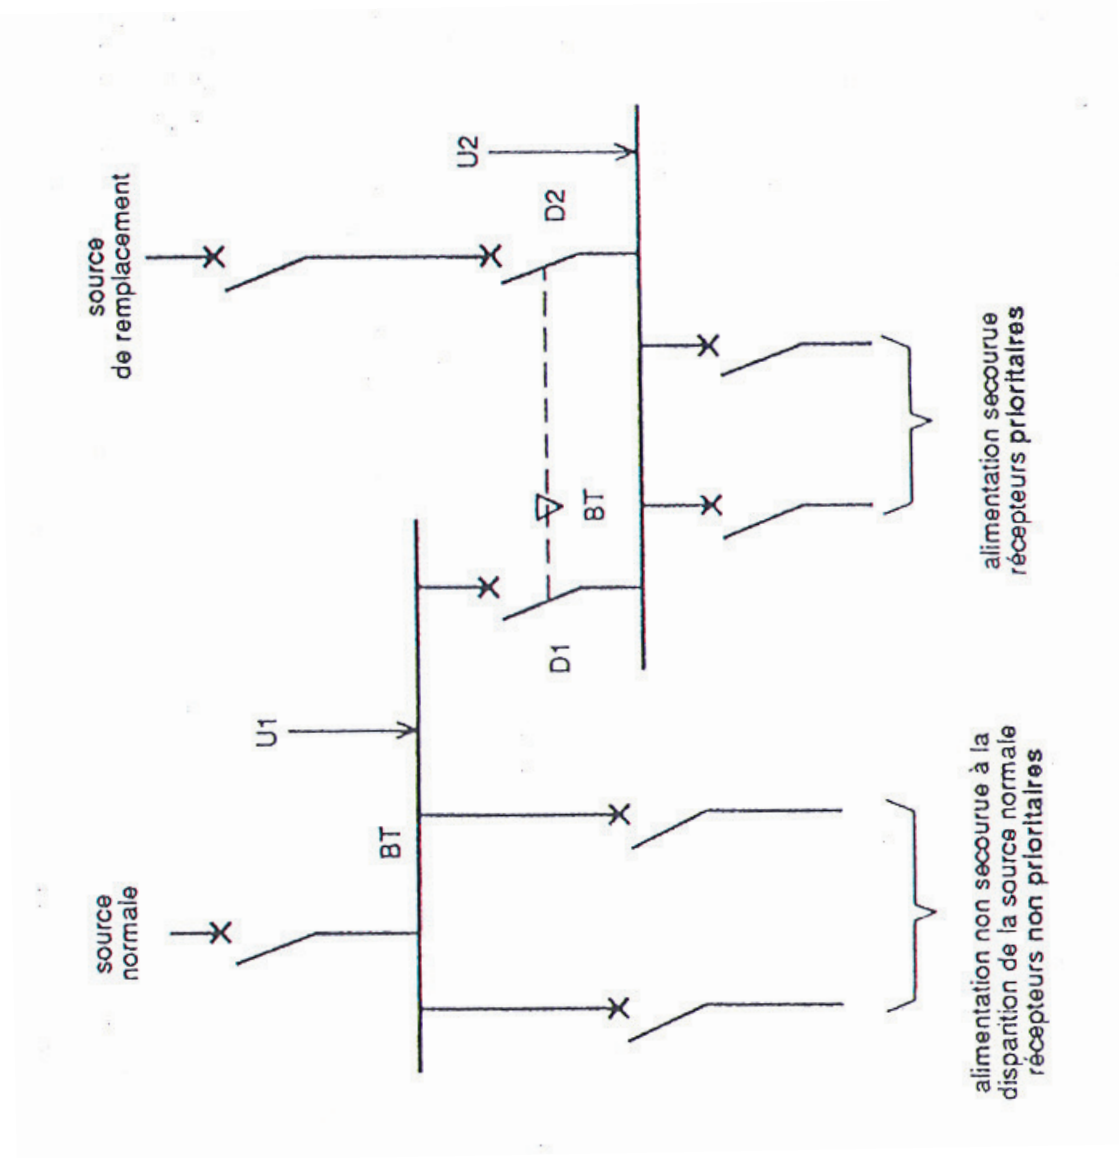 source
normale
source
de remplacement
U1
U2
BT
D1
D2
BT
alimentation non secourue à la
disparition de la source normale
récepteurs non prioritaires
alimentation secourue
récepteurs prioritaires